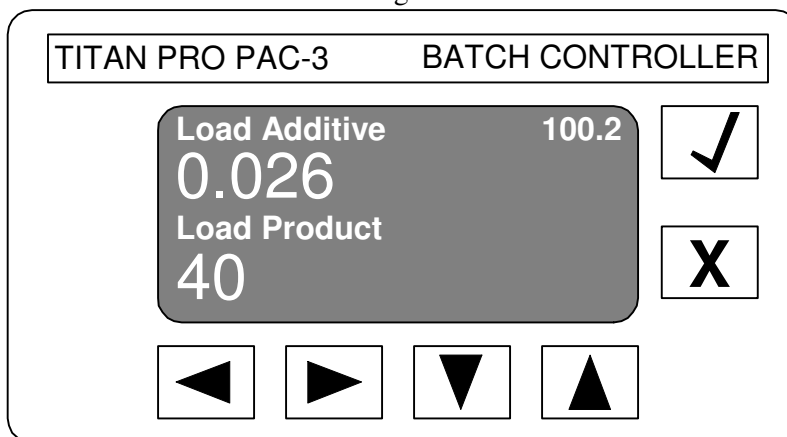 TITAN PRO PAC-3 BATCH CONTROLLER
Load Additive 100.2
0.026
Load Product
40
X